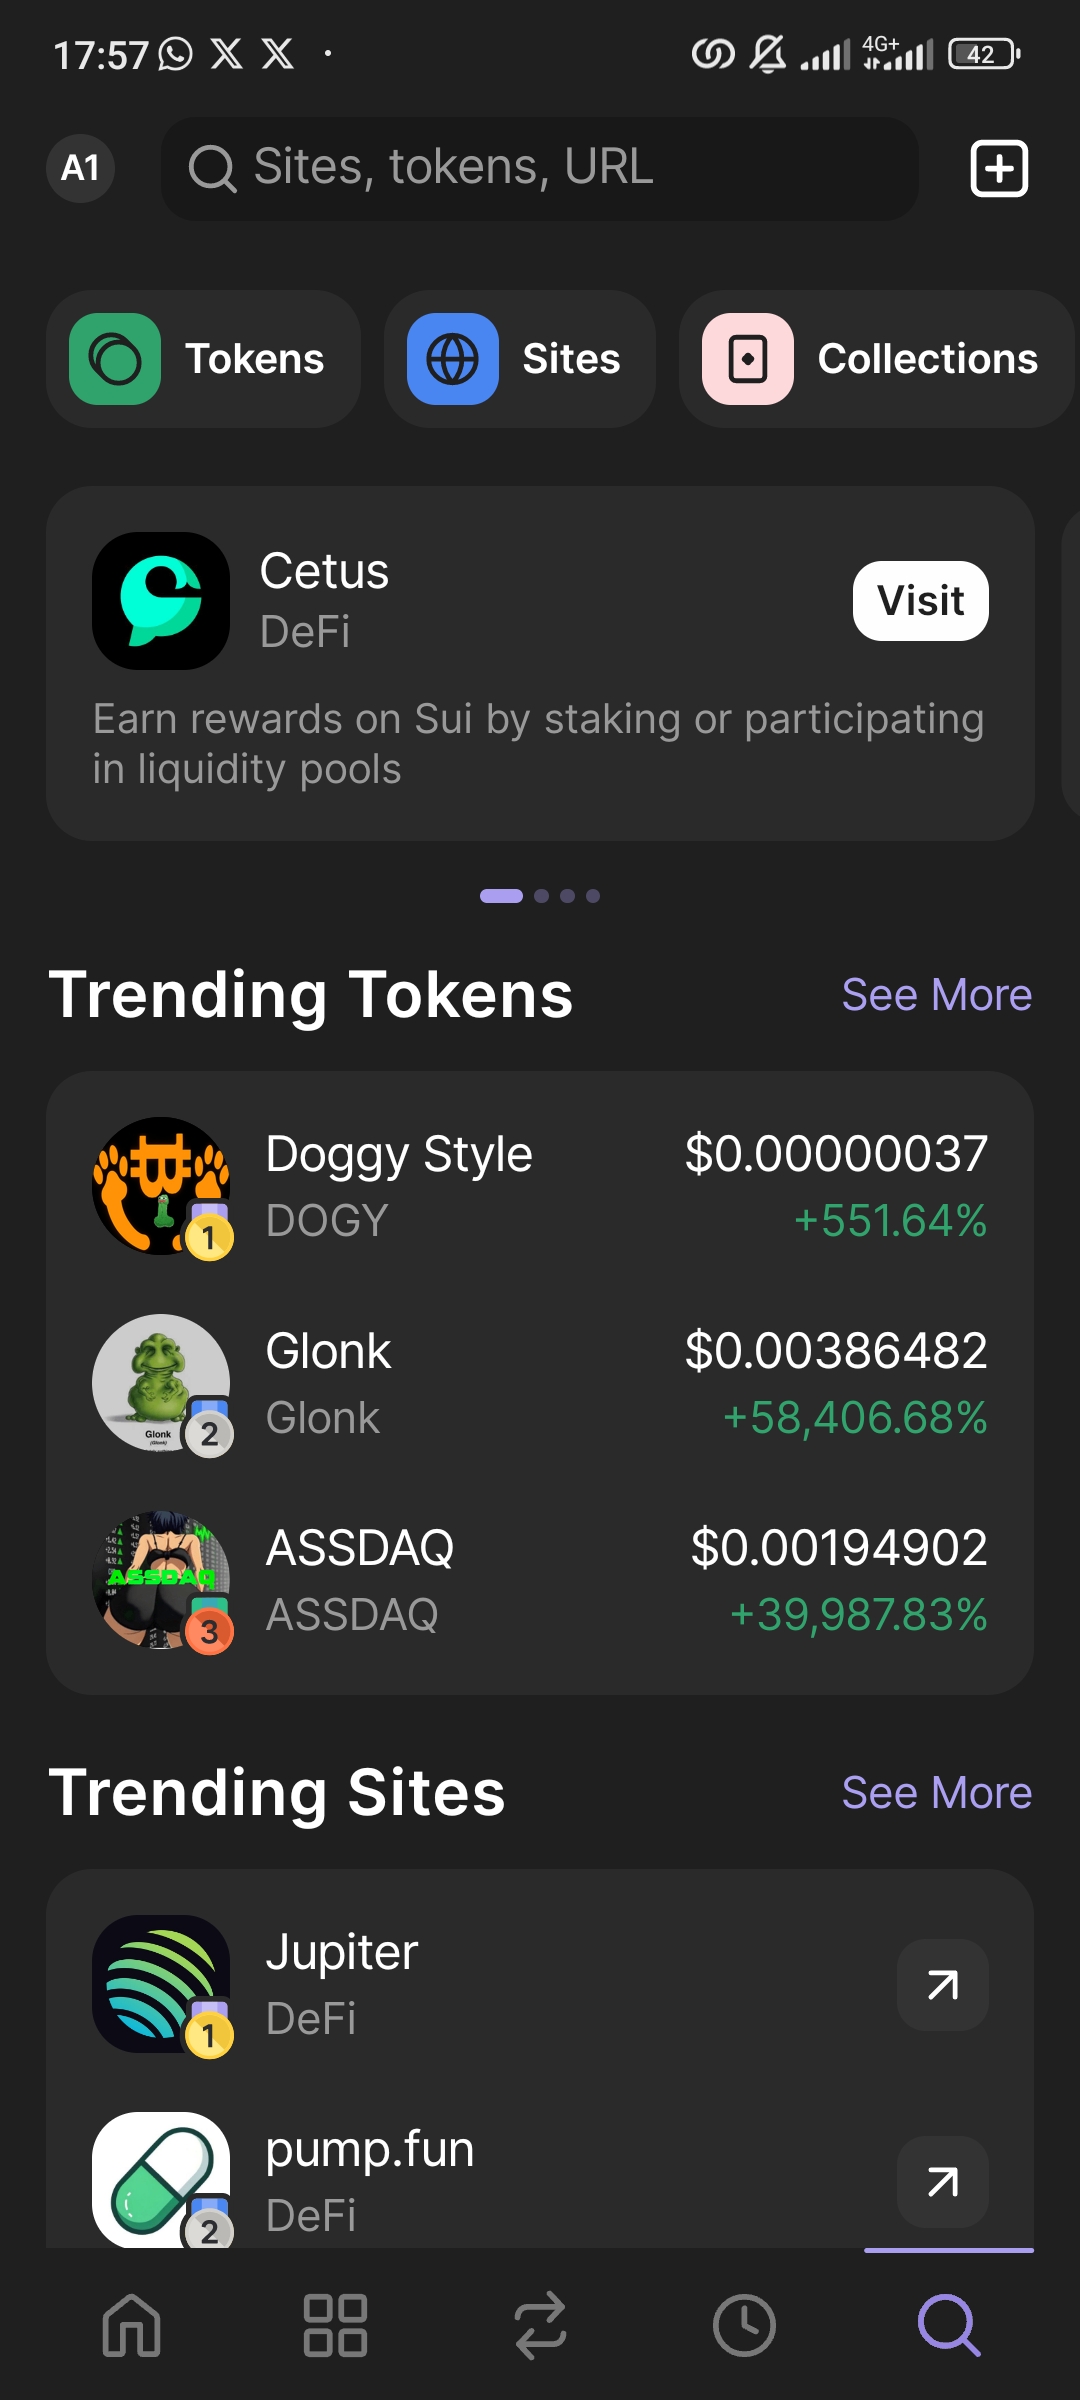 17:57
4G+
42
A1
Sites, tokens, URL
Tokens
Sites
Collections
Cetus
DeFi
Visit
Earn rewards on Sui by staking or participating
in liquidity pools
Trending Tokens
See More
Doggy Style
$0.00000037
DOGY
+551.64%
1
Glonk
$0.00386482
Glonk
+58,406.68%
Glonk
(Glonk)
2
ASSDAQ
$0.00194902
ASSDAQ
ASSDAQ
+39,987.83%
3
Trending Sites
See More
Jupiter
DeFi
1
pump.fun
DeFi
2